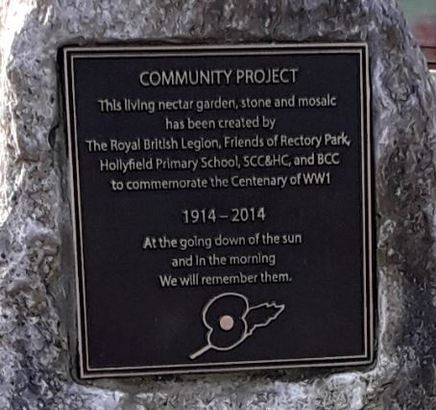 COMMUNITY PROJECT
This living nectar garden, stone and mosaic
has been created by
The Royal British Legion, Friends of Rectory Park,
Hollyfield Primary School, SCC&HC, and BCC
to commemorate the Centenary of WW1
1914 – 2014
At the going down of the sun
and in the morning
We will remember them.